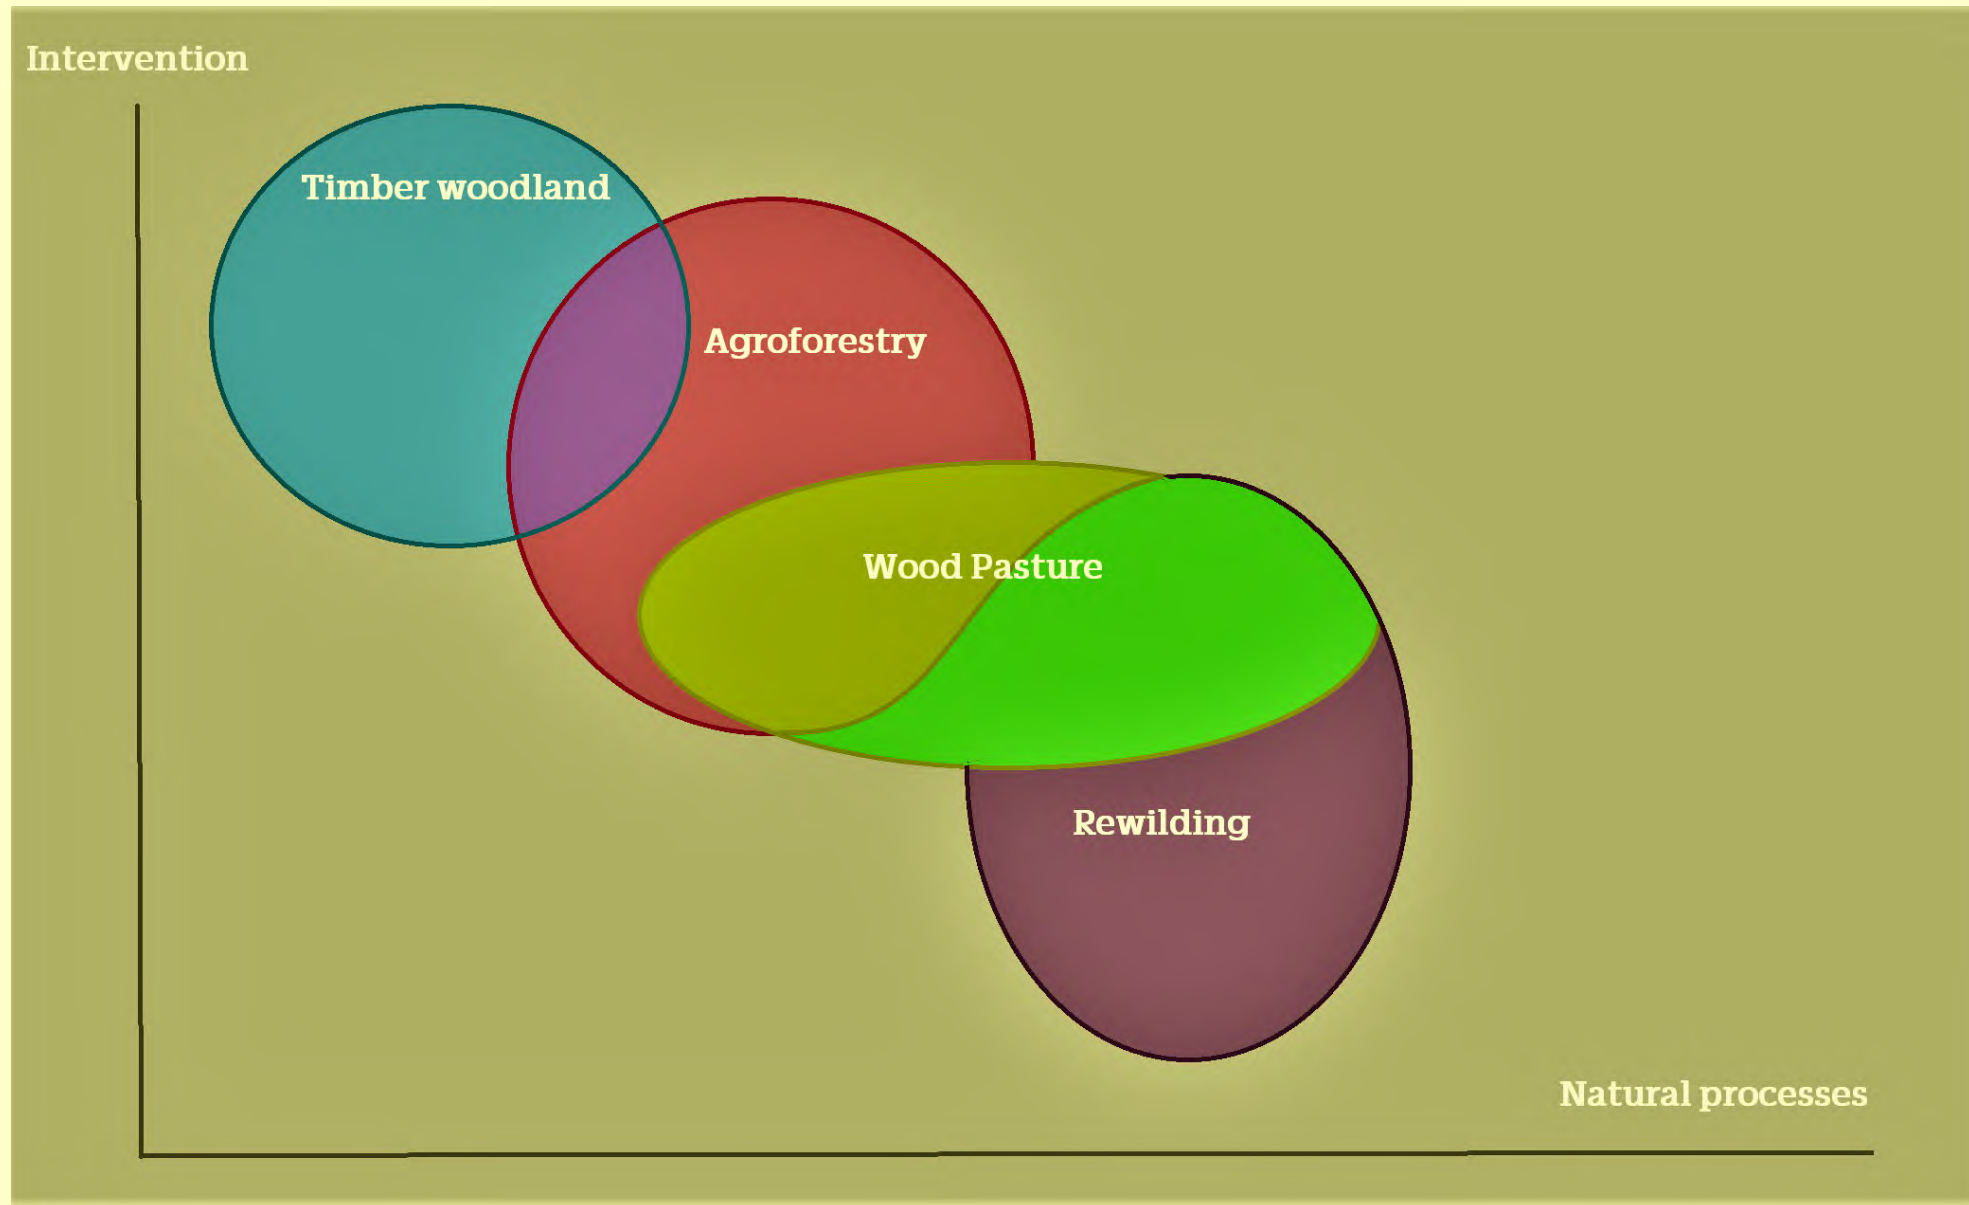 Intervention
Timber woodland
Agroforestry
Wood Pasture
Rewilding
Natural processes